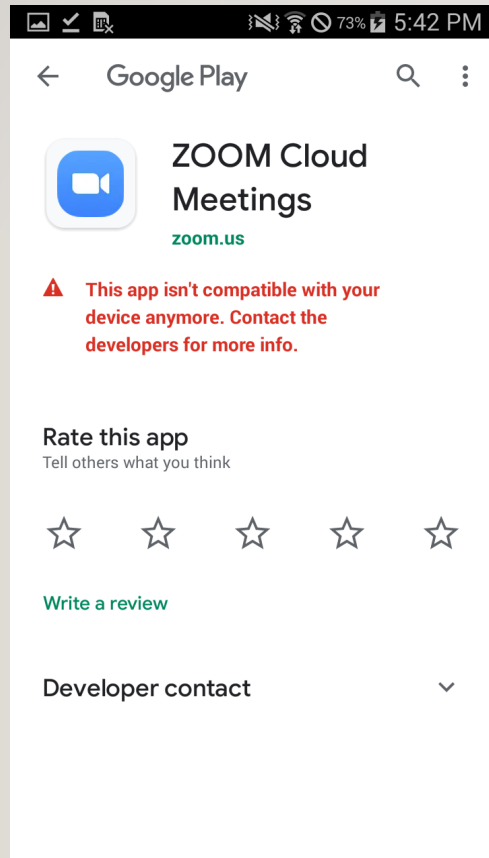 73% 5:42 PM
Google Play
ZOOM Cloud
Meetings
zoom.us
This app isn't compatible with your
device anymore. Contact the
developers for more info.
Rate this app
Tell others what you think
Write a review
Developer contact